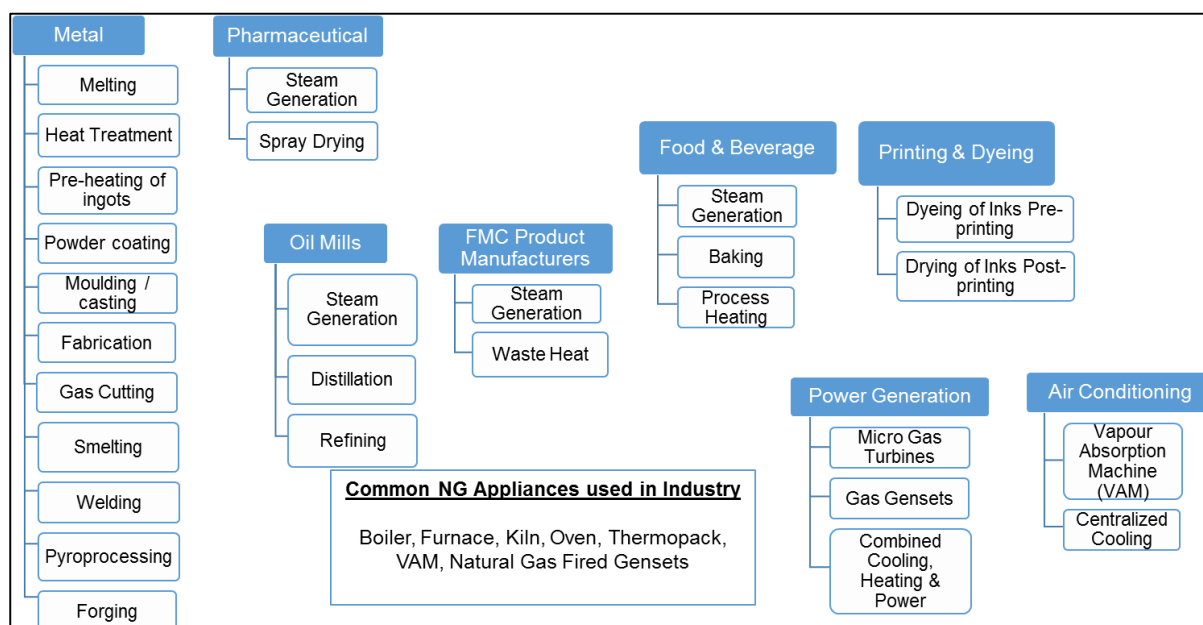 Metal
Melting
Heat Treatment
Pre-heating of
ingots
Powder coating
Moulding /
casting
Fabrication
Gas Cutting
Smelting
Welding
Pyroprocessing
Forging
Pharmaceutical
Steam
Generation
Spray Drying
Oil Mills
Steam
Generation
Distillation
Refining
FMC Product
Manufacturers
Steam
Generation
Waste Heat
Food & Beverage
Steam
Generation
Baking
Process
Heating
Printing & Dyeing
Dyeing of Inks Pre-
printing
Drying of Inks Post-
printing
Power Generation
Micro Gas
Turbines
Gas Gensets
Combined
Cooling,
Heating &
Power
Air Conditioning
Vapour
Absorption
Machine
(VAM)
Centralized
Cooling
Common NG Appliances used in Industry
Boiler, Furnace, Kiln, Oven, Thermopack,
VAM, Natural Gas Fired Gensets